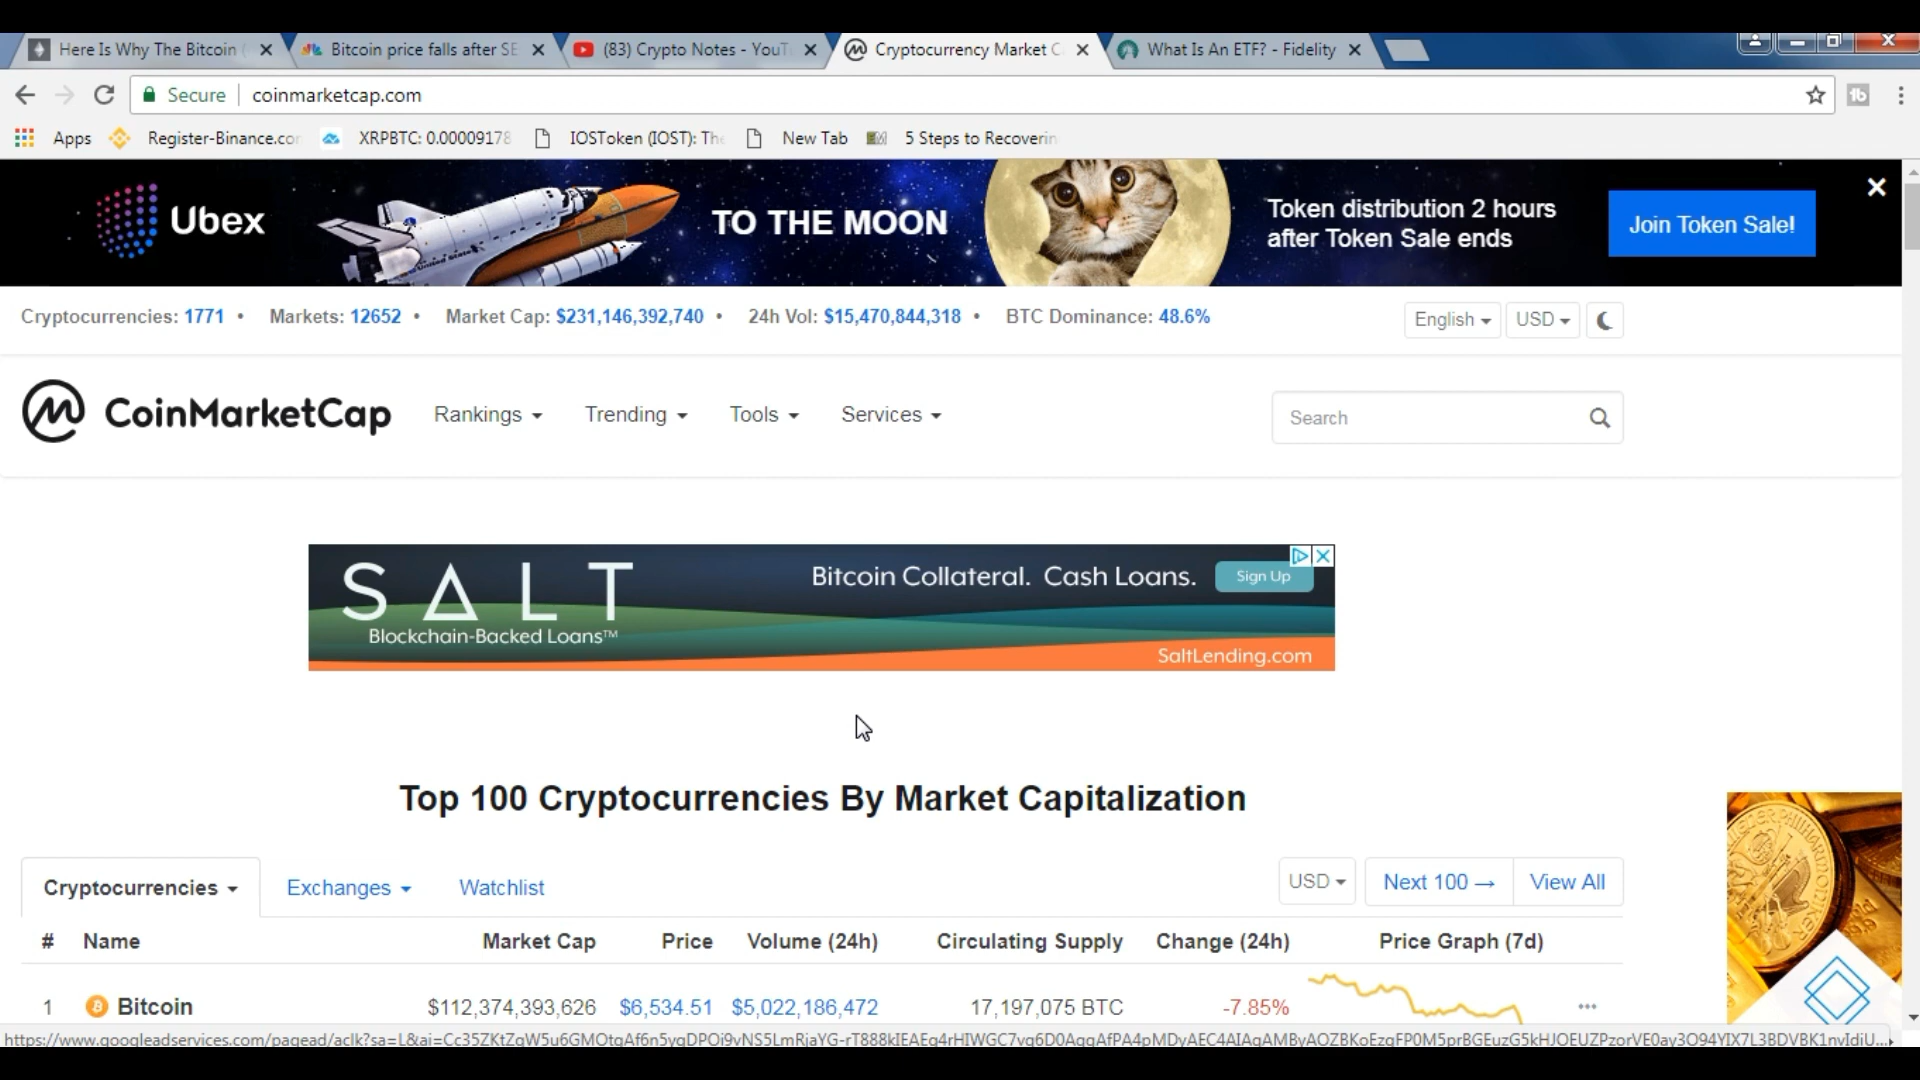 Here Is Why The Bitcoin
Bitcoin price falls after SE
(83) Crypto Notes - YouT
Cryptocurrency Market C
What Is An ETF? - Fidelity
Secure
coinmarketcap.com
Apps
Register-Binance.cor
XRPBTC: 0.00009178
IOSToken (IOST): The
New Tab
5 Steps to Recoverin
Ubex
TO THE MOON
Token distribution 2 hours
after Token Sale ends
Join Token Sale!
Cryptocurrencies: 1771 • Markets: 12652 • Market Cap: $231,146,392,740 • 24h Vol: $15,470,844,318 • BTC Dominance: 48.6%
English
USD
CoinMarketCap
Rankings
Trending
Tools
Services
Search
SALT
Blockchain-Backed Loans™
Bitcoin Collateral. Cash Loans.
Sign Up
SaltLending.com
Top 100 Cryptocurrencies By Market Capitalization
Cryptocurrencies
Exchanges
Watchlist
USD
Next 100 →
View All
# Name Market Cap Price Volume (24h) Circulating Supply Change (24h) Price Graph (7d)
1 Bitcoin $112,374,393,626 $6,534.51 $5,022,186,472 17,197,075 BTC -7.85%